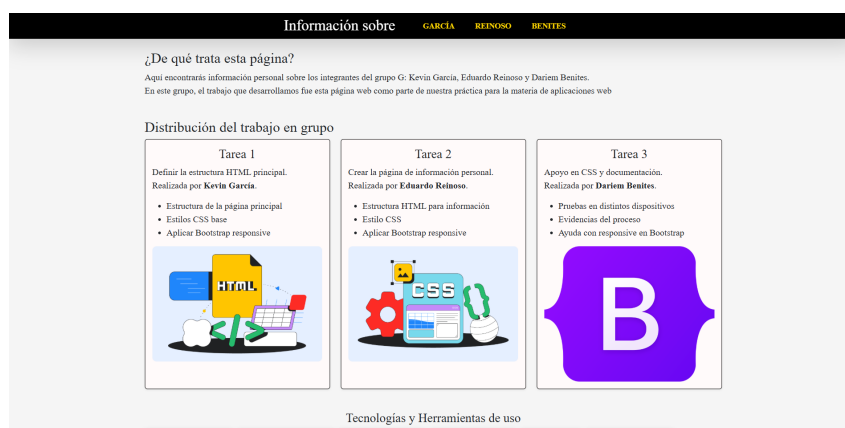 Información sobre GARCÍA REINOSO BENITES
¿De qué trata esta página?
Aquí encontrarás información personal sobre los integrantes del grupo G: Kevin García, Eduardo Reinoso y Dariem Benites.
En este grupo, el trabajo que desarrollamos fue esta página web como parte de nuestra práctica para la materia de aplicaciones web
Distribución del trabajo en grupo
Tarea 1
Definir la estructura HTML principal.
Realizada por Kevin García.
• Estructura de la página principal
• Estilos CSS base
• Aplicar Bootstrap responsive
HTML
</>
Tarea 2
Crear la página de información personal.
Realizada por Eduardo Reinoso.
• Estructura HTML para información
• Estilo CSS
• Aplicar Bootstrap responsive
CSS
{}
Tarea 3
Apoyo en CSS y documentación.
Realizada por Dariem Benites.
• Pruebas en distintos dispositivos
• Evidencias del proceso
• Ayuda con responsive en Bootstrap
B
Tecnologías y Herramientas de uso